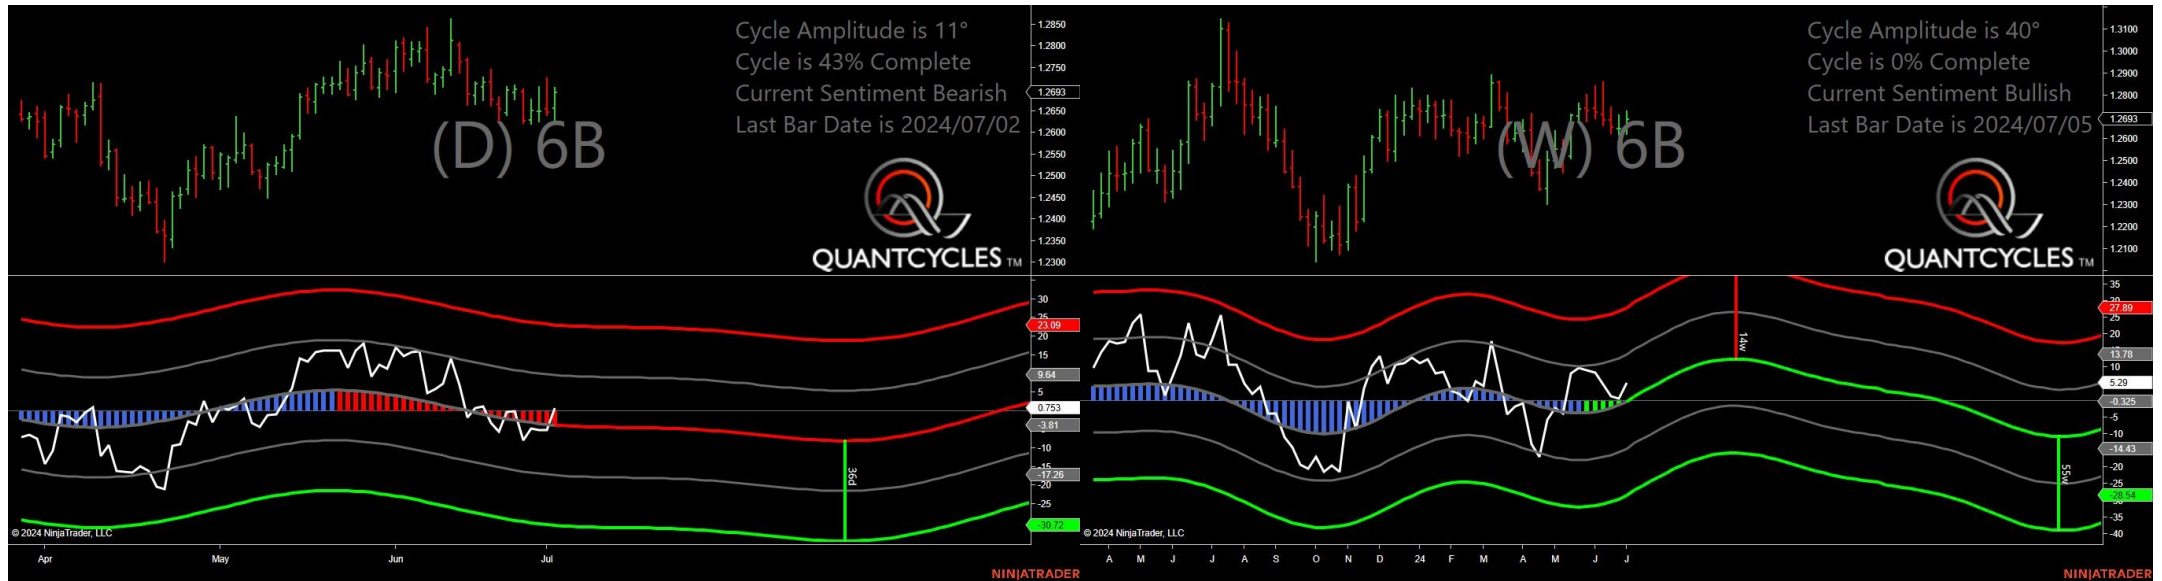 Cycle Amplitude is 11°
Cycle is 43% Complete
Current Sentiment Bearish
Last Bar Date is 2024/07/02
(D) 6B
QUANTCYCLES TM
1.2850
1.2800
1.2750
1.2693
1.2650
1.2600
1.2550
1.2500
1.2450
1.2400
1.2350
1.2300
30
25
23.09
20
15
9.64
5
0.753
-3.81
-10
-15
-17.26
-20
-25
-30.72
36d
© 2024 NinjaTrader, LLC
Apr May Jun Jul
NINJATRADER
Cycle Amplitude is 40°
Cycle is 0% Complete
Current Sentiment Bullish
Last Bar Date is 2024/07/05
(W) 6B
QUANTCYCLES TM
1.3100
1.3000
1.2900
1.2800
1.2693
1.2600
1.2500
1.2400
1.2300
1.2200
1.2100
35
30
27.89
25
20
13.78
10
5.29
-0.325
-5
-10
-14.43
-20
-25
-28.54
-35
-40
14w
55w
© 2024 NinjaTrader, LLC
A M J J A S O N D 24 F M A M J J
NINJATRADER